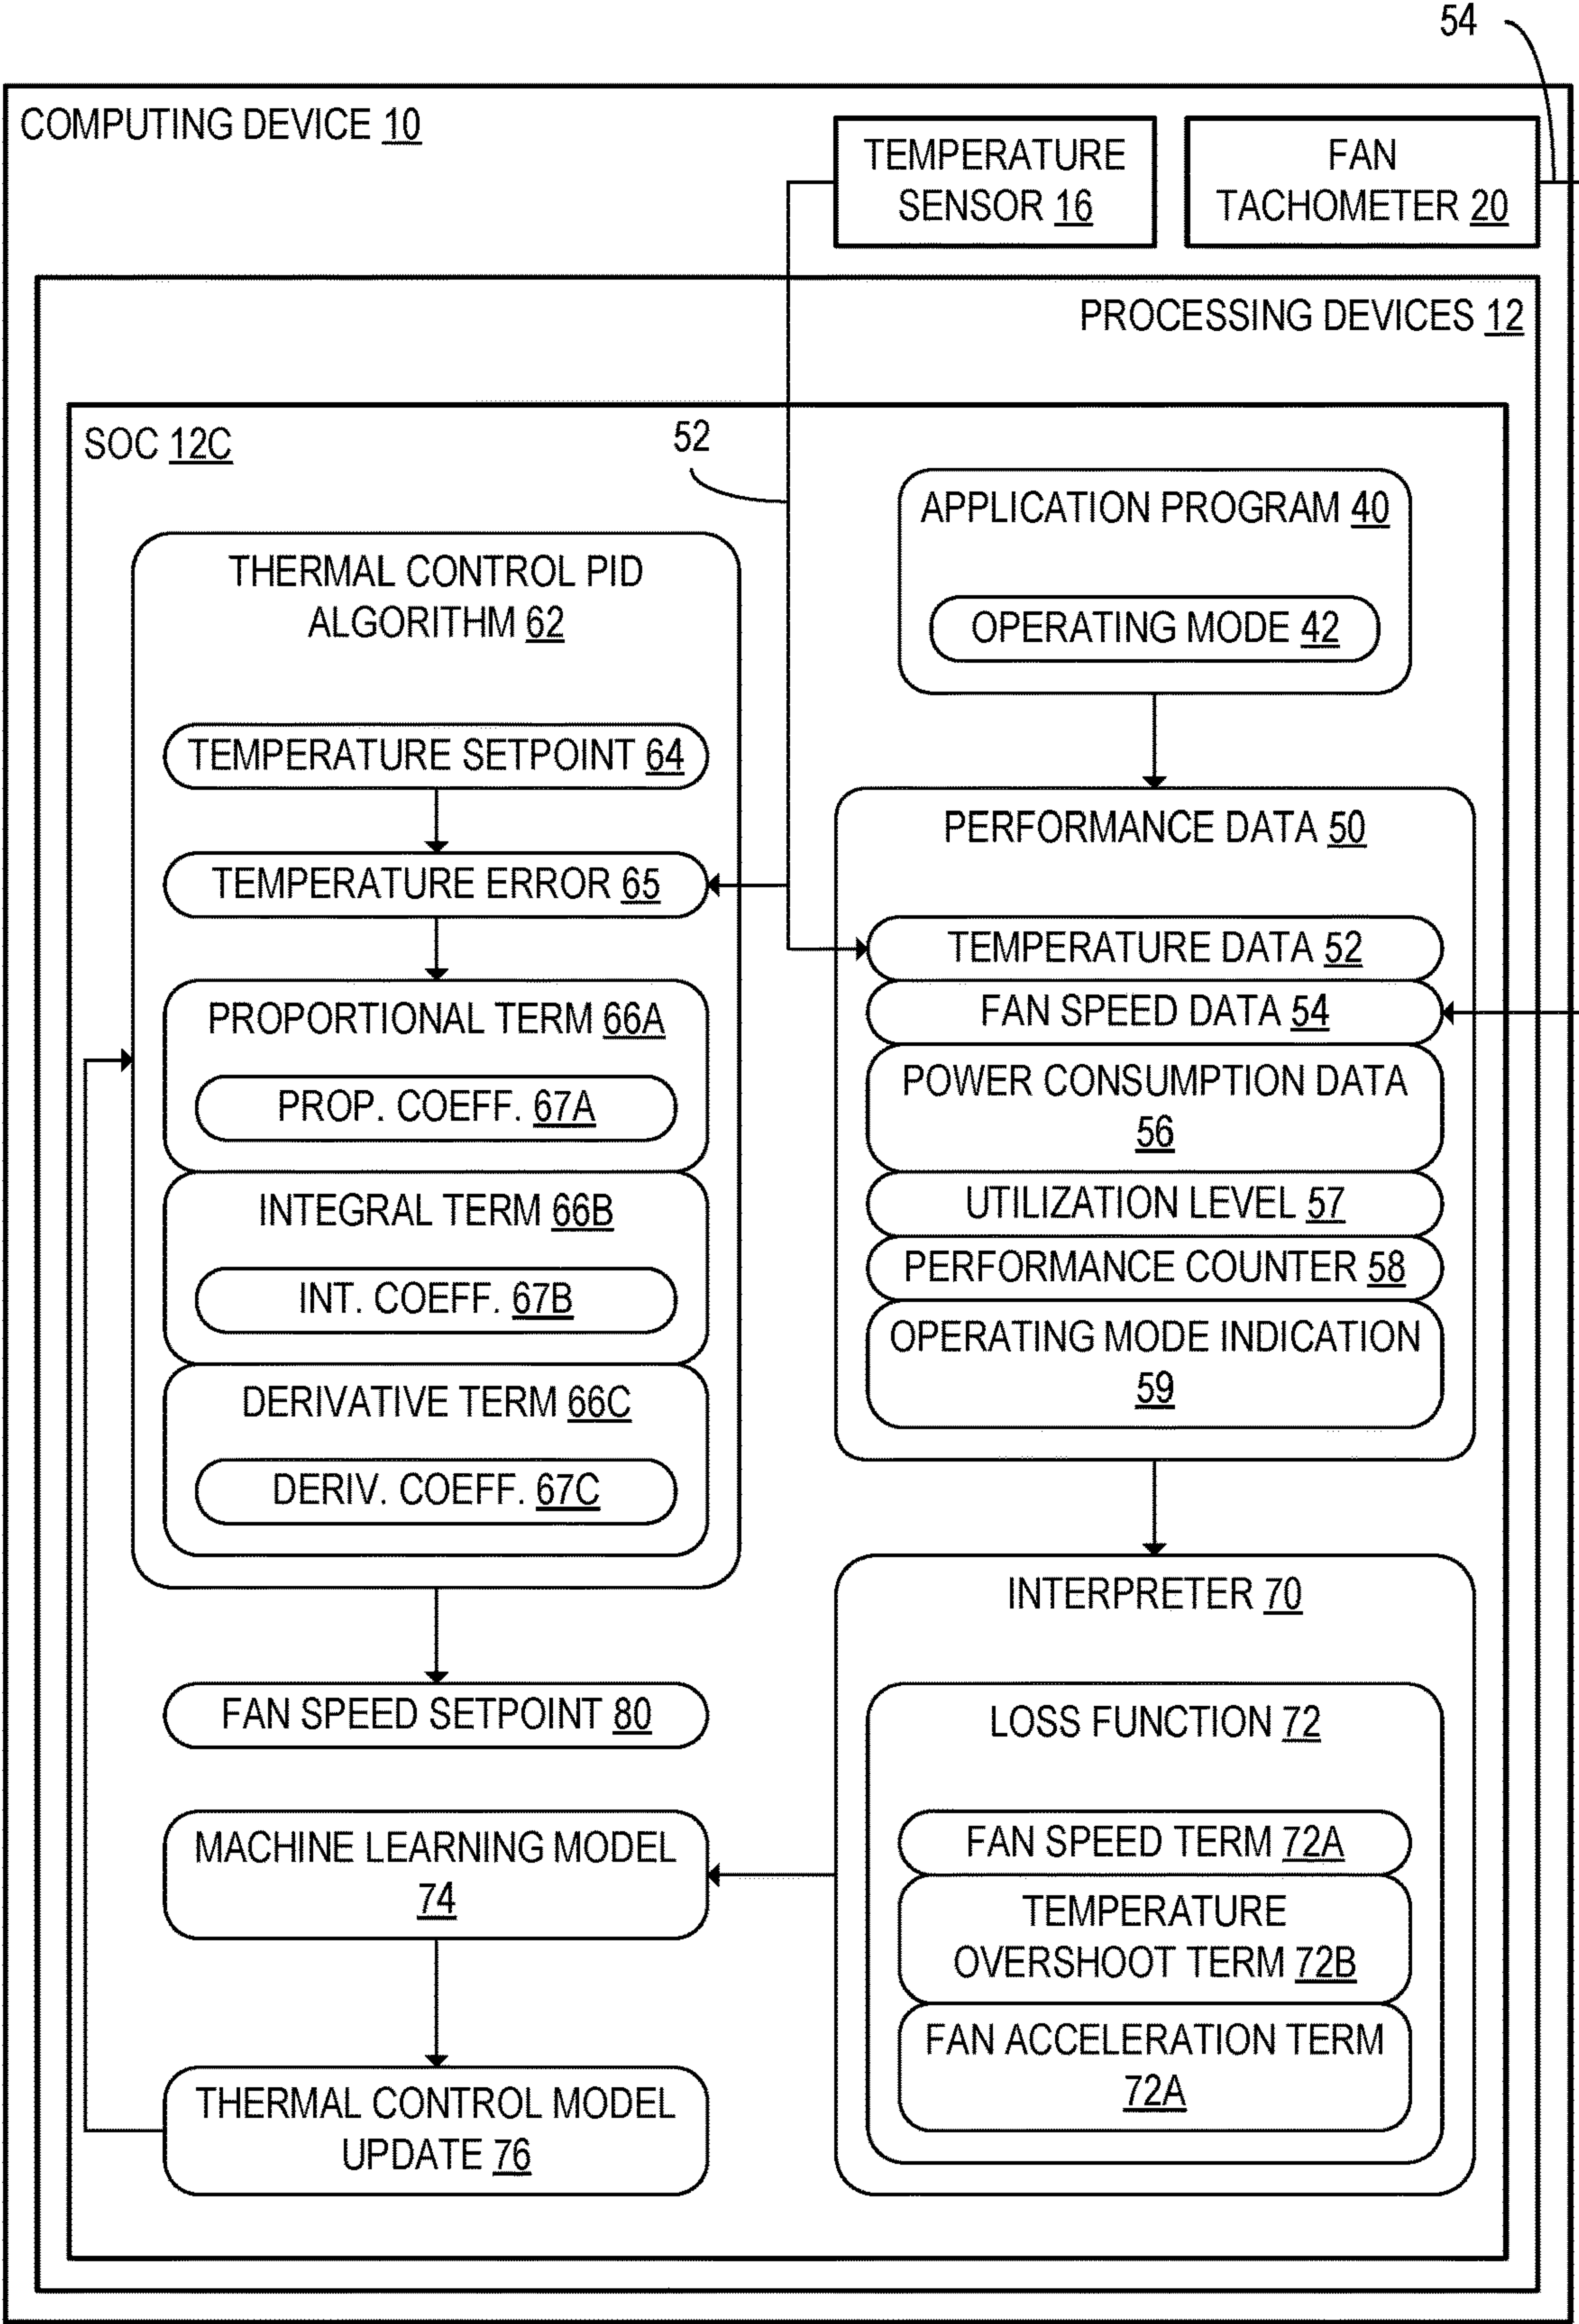 54
COMPUTING DEVICE 10
TEMPERATURE
SENSOR 16
FAN
TACHOMETER 20
PROCESSING DEVICES 12
SOC 12C
52
APPLICATION PROGRAM 40
OPERATING MODE 42
THERMAL CONTROL PID
ALGORITHM 62
TEMPERATURE SETPOINT 64
TEMPERATURE ERROR 65
PROPORTIONAL TERM 66A
PROP. COEFF. 67A
INTEGRAL TERM 66B
INT. COEFF. 67B
DERIVATIVE TERM 66C
DERIV. COEFF. 67C
FAN SPEED SETPOINT 80
MACHINE LEARNING MODEL
74
THERMAL CONTROL MODEL
UPDATE 76
PERFORMANCE DATA 50
TEMPERATURE DATA 52
FAN SPEED DATA 54
POWER CONSUMPTION DATA
56
UTILIZATION LEVEL 57
PERFORMANCE COUNTER 58
OPERATING MODE INDICATION
59
INTERPRETER 70
LOSS FUNCTION 72
FAN SPEED TERM 72A
TEMPERATURE
OVERSHOOT TERM 72B
FAN ACCELERATION TERM
72A